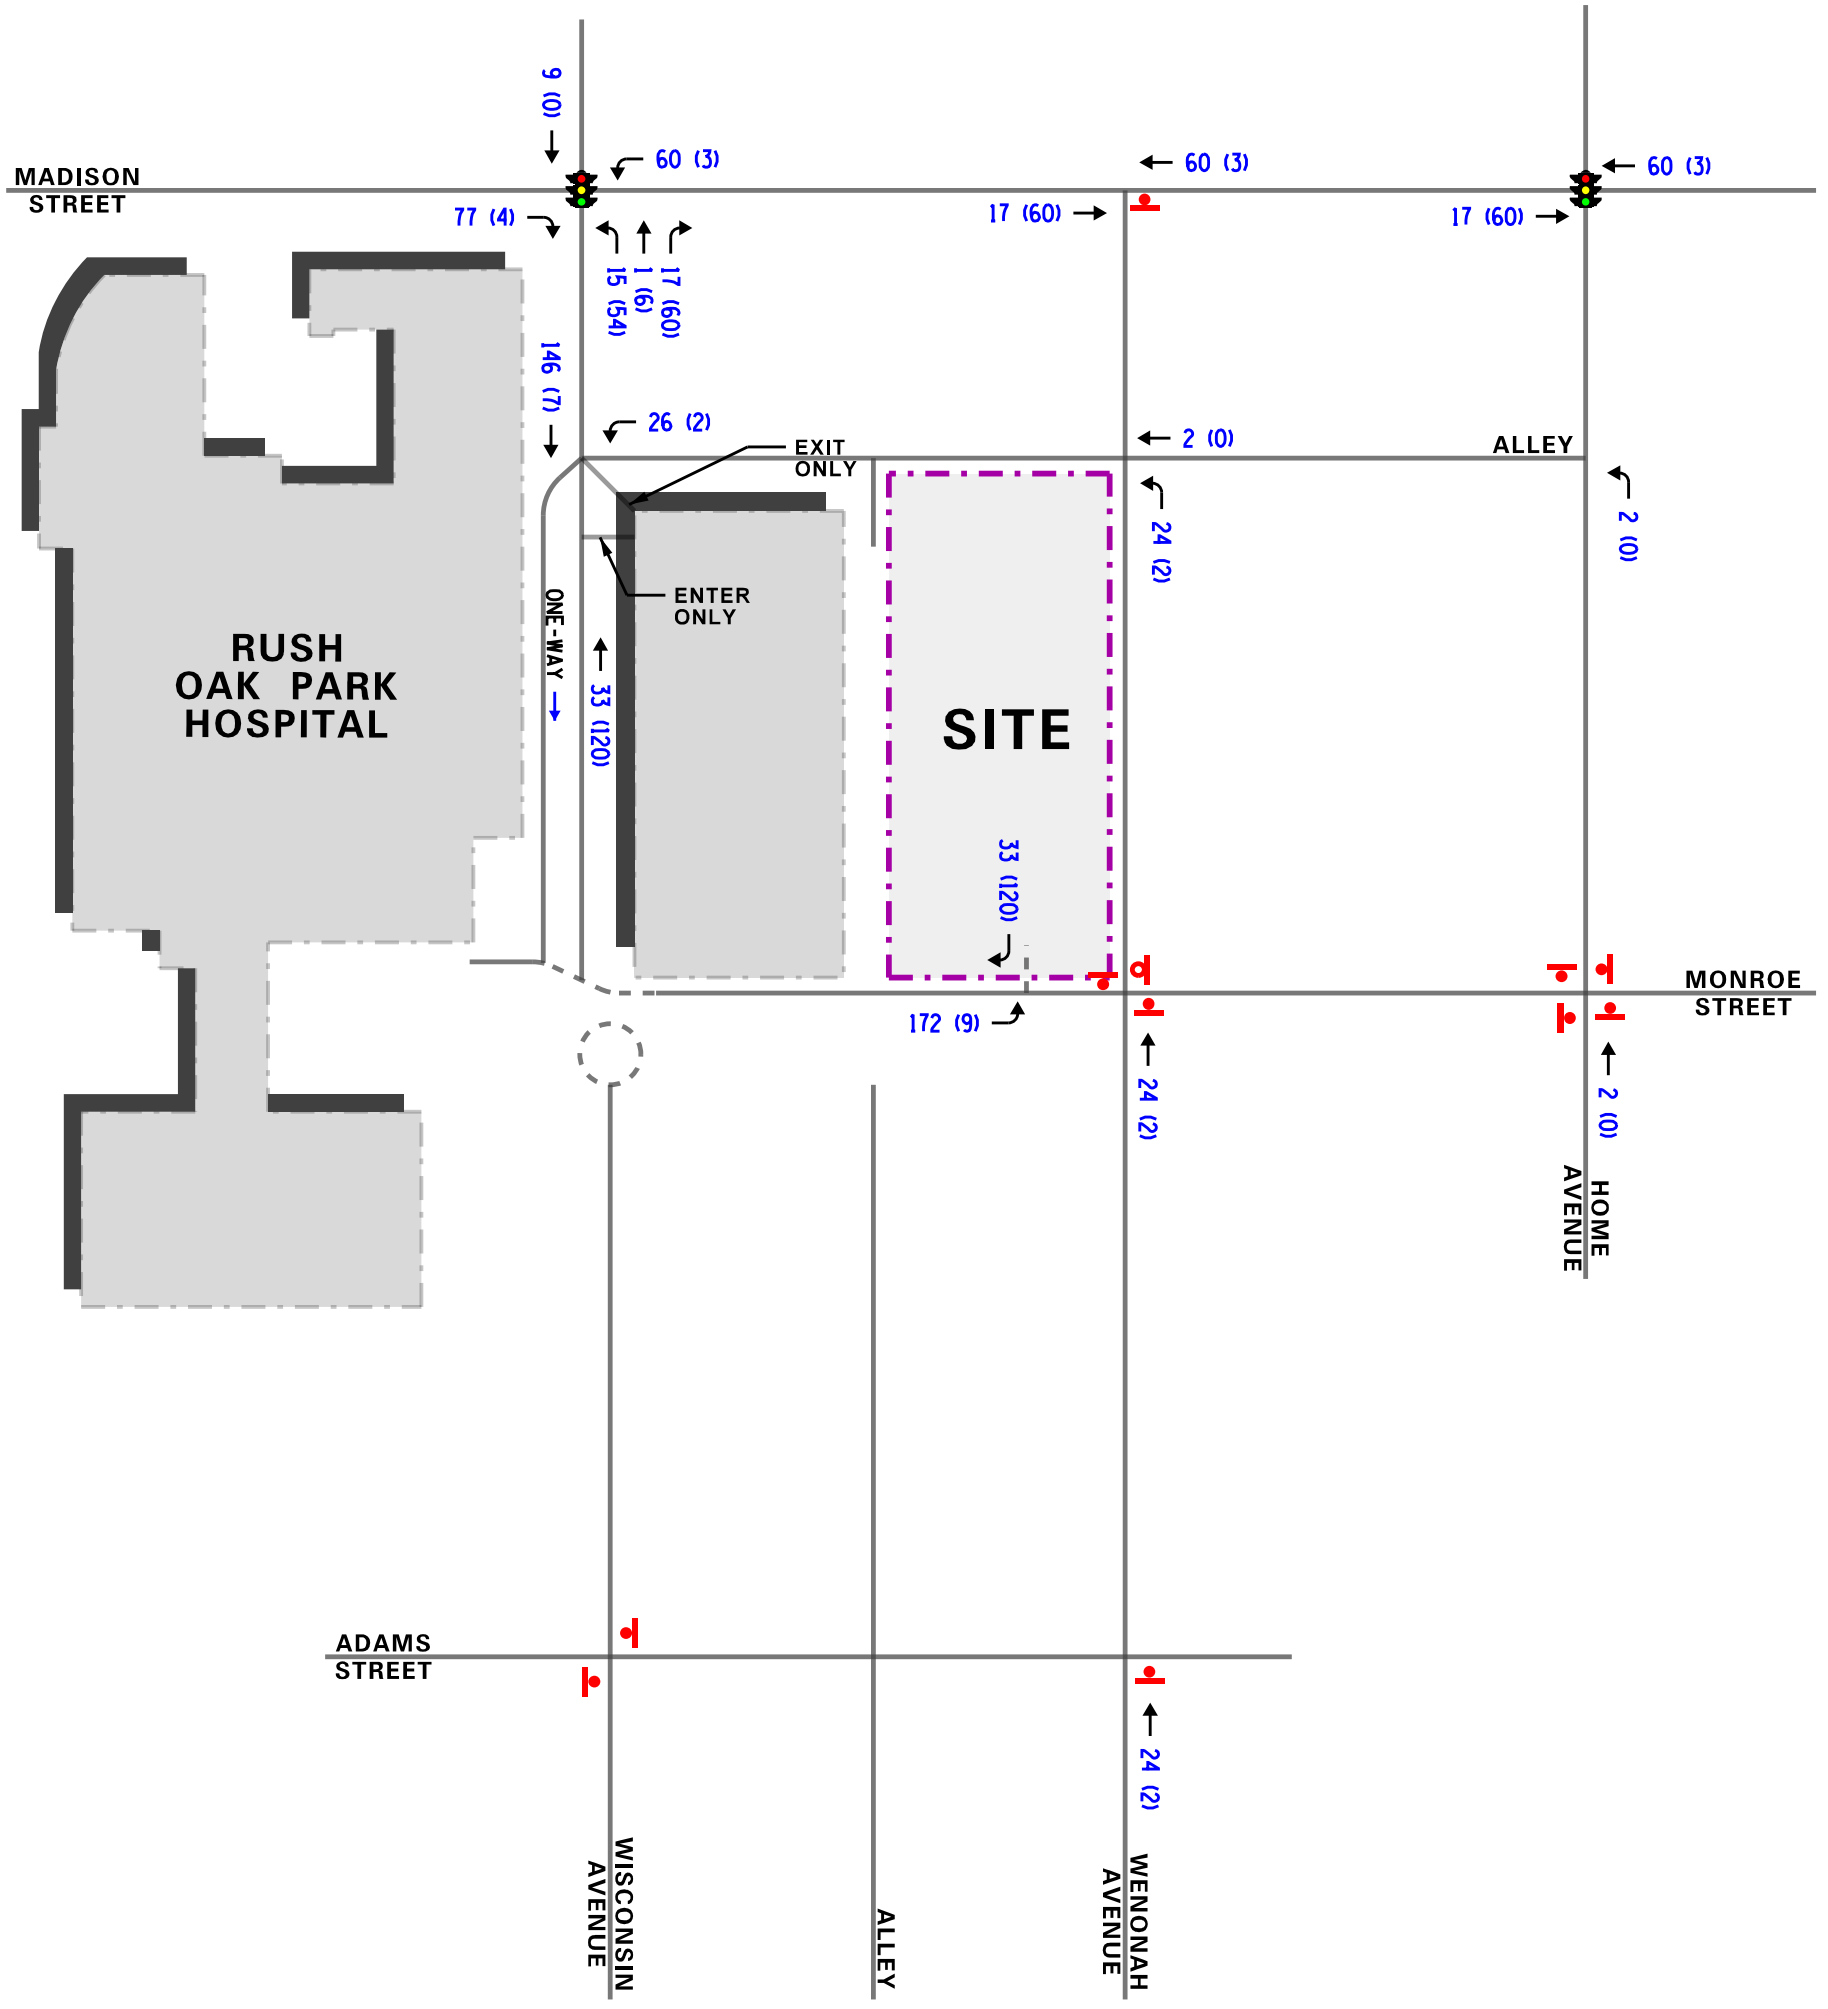 9 (0)
60 (3)
60 (3)
60 (3)
MADISON
STREET
77 (4)
17 (60)
17 (60)
15 (54)
1 (6)
17 (60)
146 (7)
26 (2)
2 (0)
EXIT
ONLY
ALLEY
24 (2)
2 (0)
ONE-WAY
ENTER
ONLY
33 (120)
RUSH
OAK PARK
HOSPITAL
SITE
33 (120)
MONROE
STREET
172 (9)
24 (2)
2 (0)
HOME
AVENUE
ADAMS
STREET
24 (2)
WISCONSIN
AVENUE
ALLEY
WENONAH
AVENUE